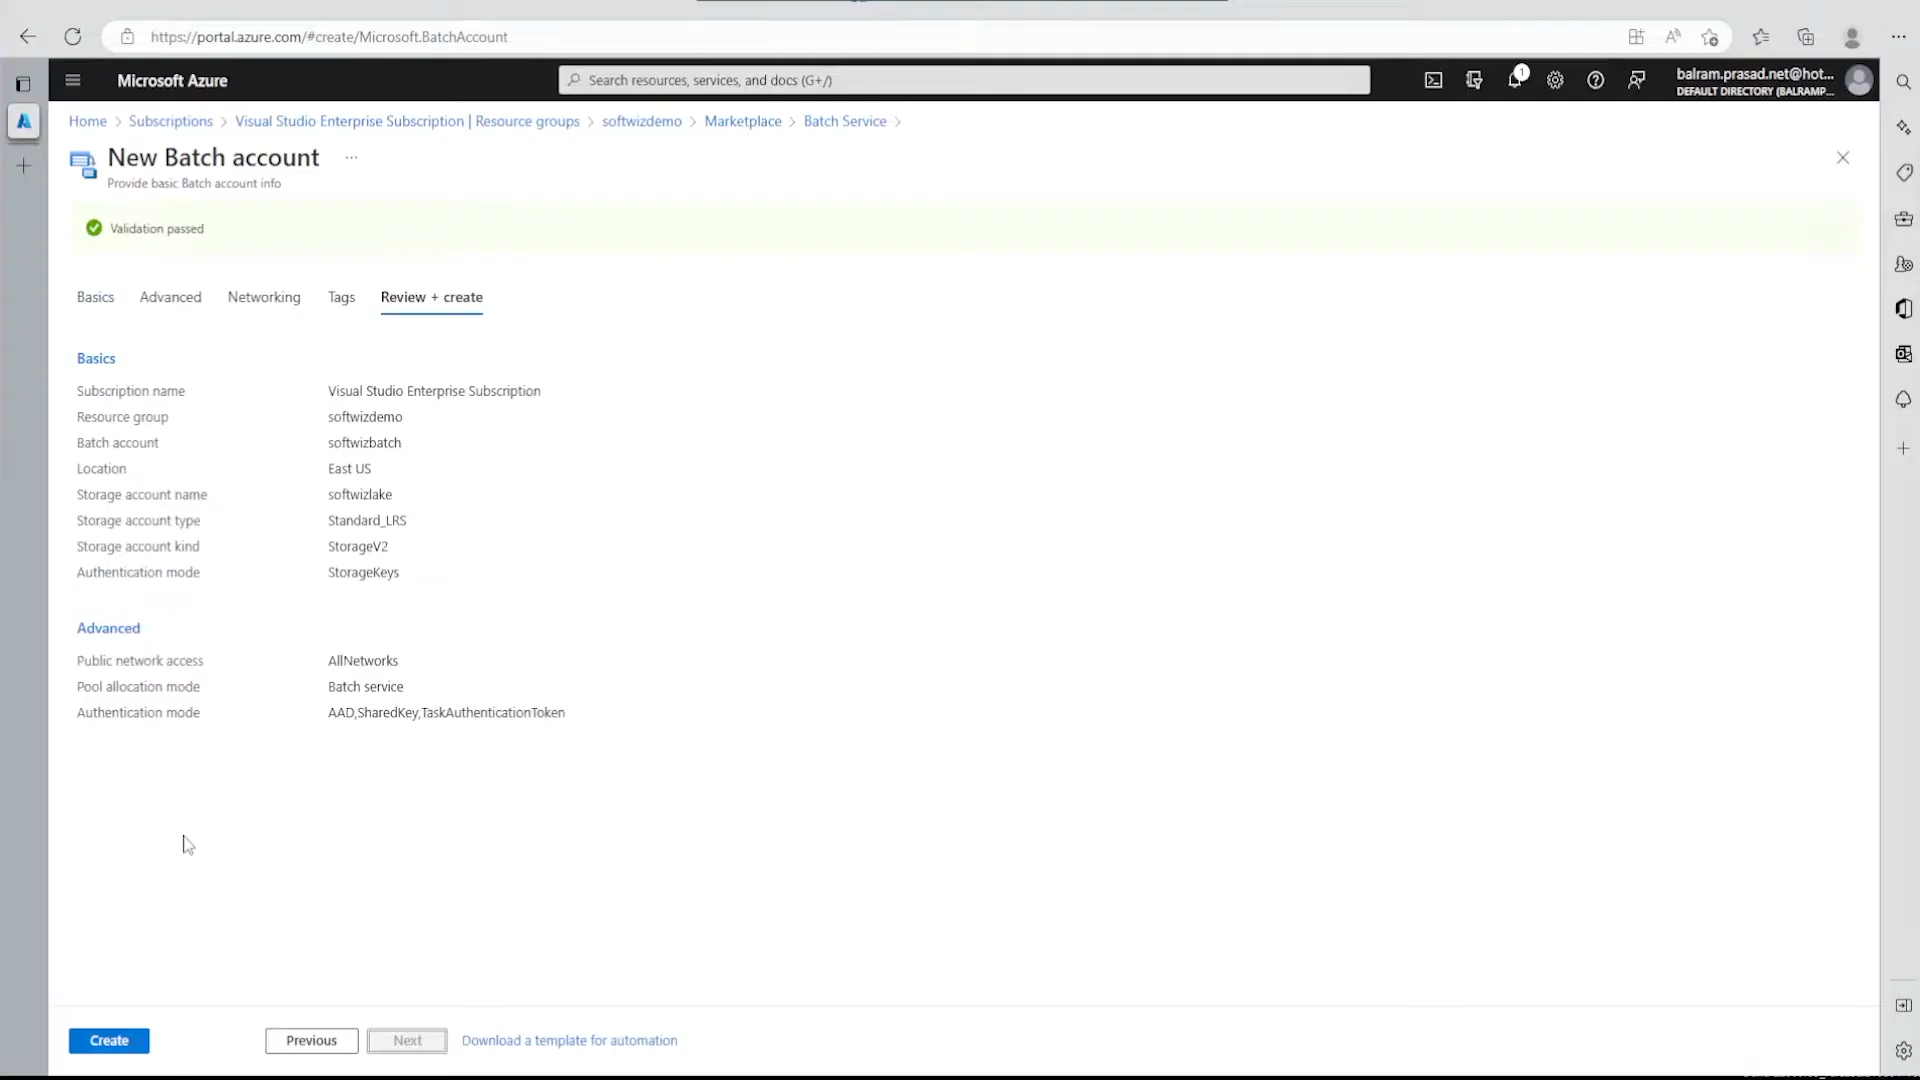 https://portal.azure.com/#create/Microsoft.BatchAccount
Microsoft Azure
Search resources, services, and docs (G+/)
1
balram.prasad.net@hot...
DEFAULT DIRECTORY (BALRAMP...
Home > Subscriptions > Visual Studio Enterprise Subscription | Resource groups > softwizdemo > Marketplace > Batch Service >
New Batch account ...
Provide basic Batch account info
Validation passed
Basics Advanced Networking Tags Review + create
Basics
Subscription name Visual Studio Enterprise Subscription
Resource group softwizdemo
Batch account softwizbatch
Location East US
Storage account name softwizlake
Storage account type Standard_LRS
Storage account kind StorageV2
Authentication mode StorageKeys
Advanced
Public network access AllNetworks
Pool allocation mode Batch service
Authentication mode AAD,SharedKey,TaskAuthenticationToken
Create Previous Next Download a template for automation